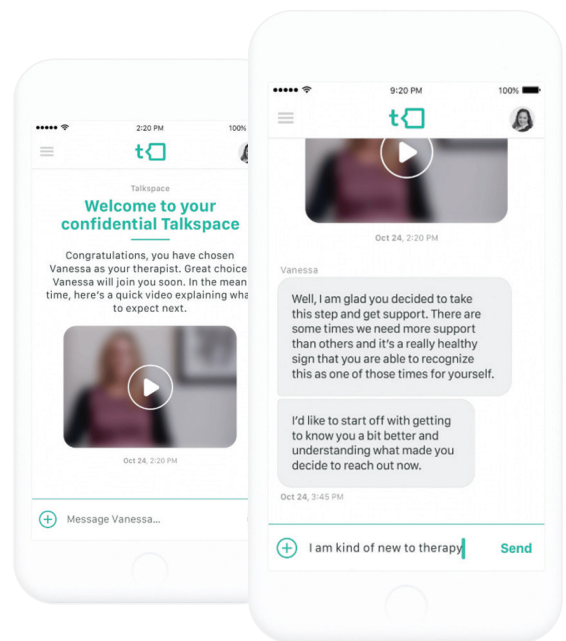 2:20 PM
100%
t
Talkspace
Welcome to your
confidential Talkspace
Congratulations, you have chosen
Vanessa as your therapist. Great choice
Vanessa will join you soon. In the mean
time, here's a quick video explaining wha
to expect next.
Oct 24, 2:20 PM
Message Vanessa...
9:20 PM
100%
t
Oct 24, 2:20 PM
Vanessa
Well, I am glad you decided to take
this step and get support. There are
some times we need more support
than others and it's a really healthy
sign that you are able to recognize
this as one of those times for yourself.
I'd like to start off with getting
to know you a bit better and
understanding what made you
decide to reach out now.
Oct 24, 3:45 PM
I am kind of new to therapy
Send